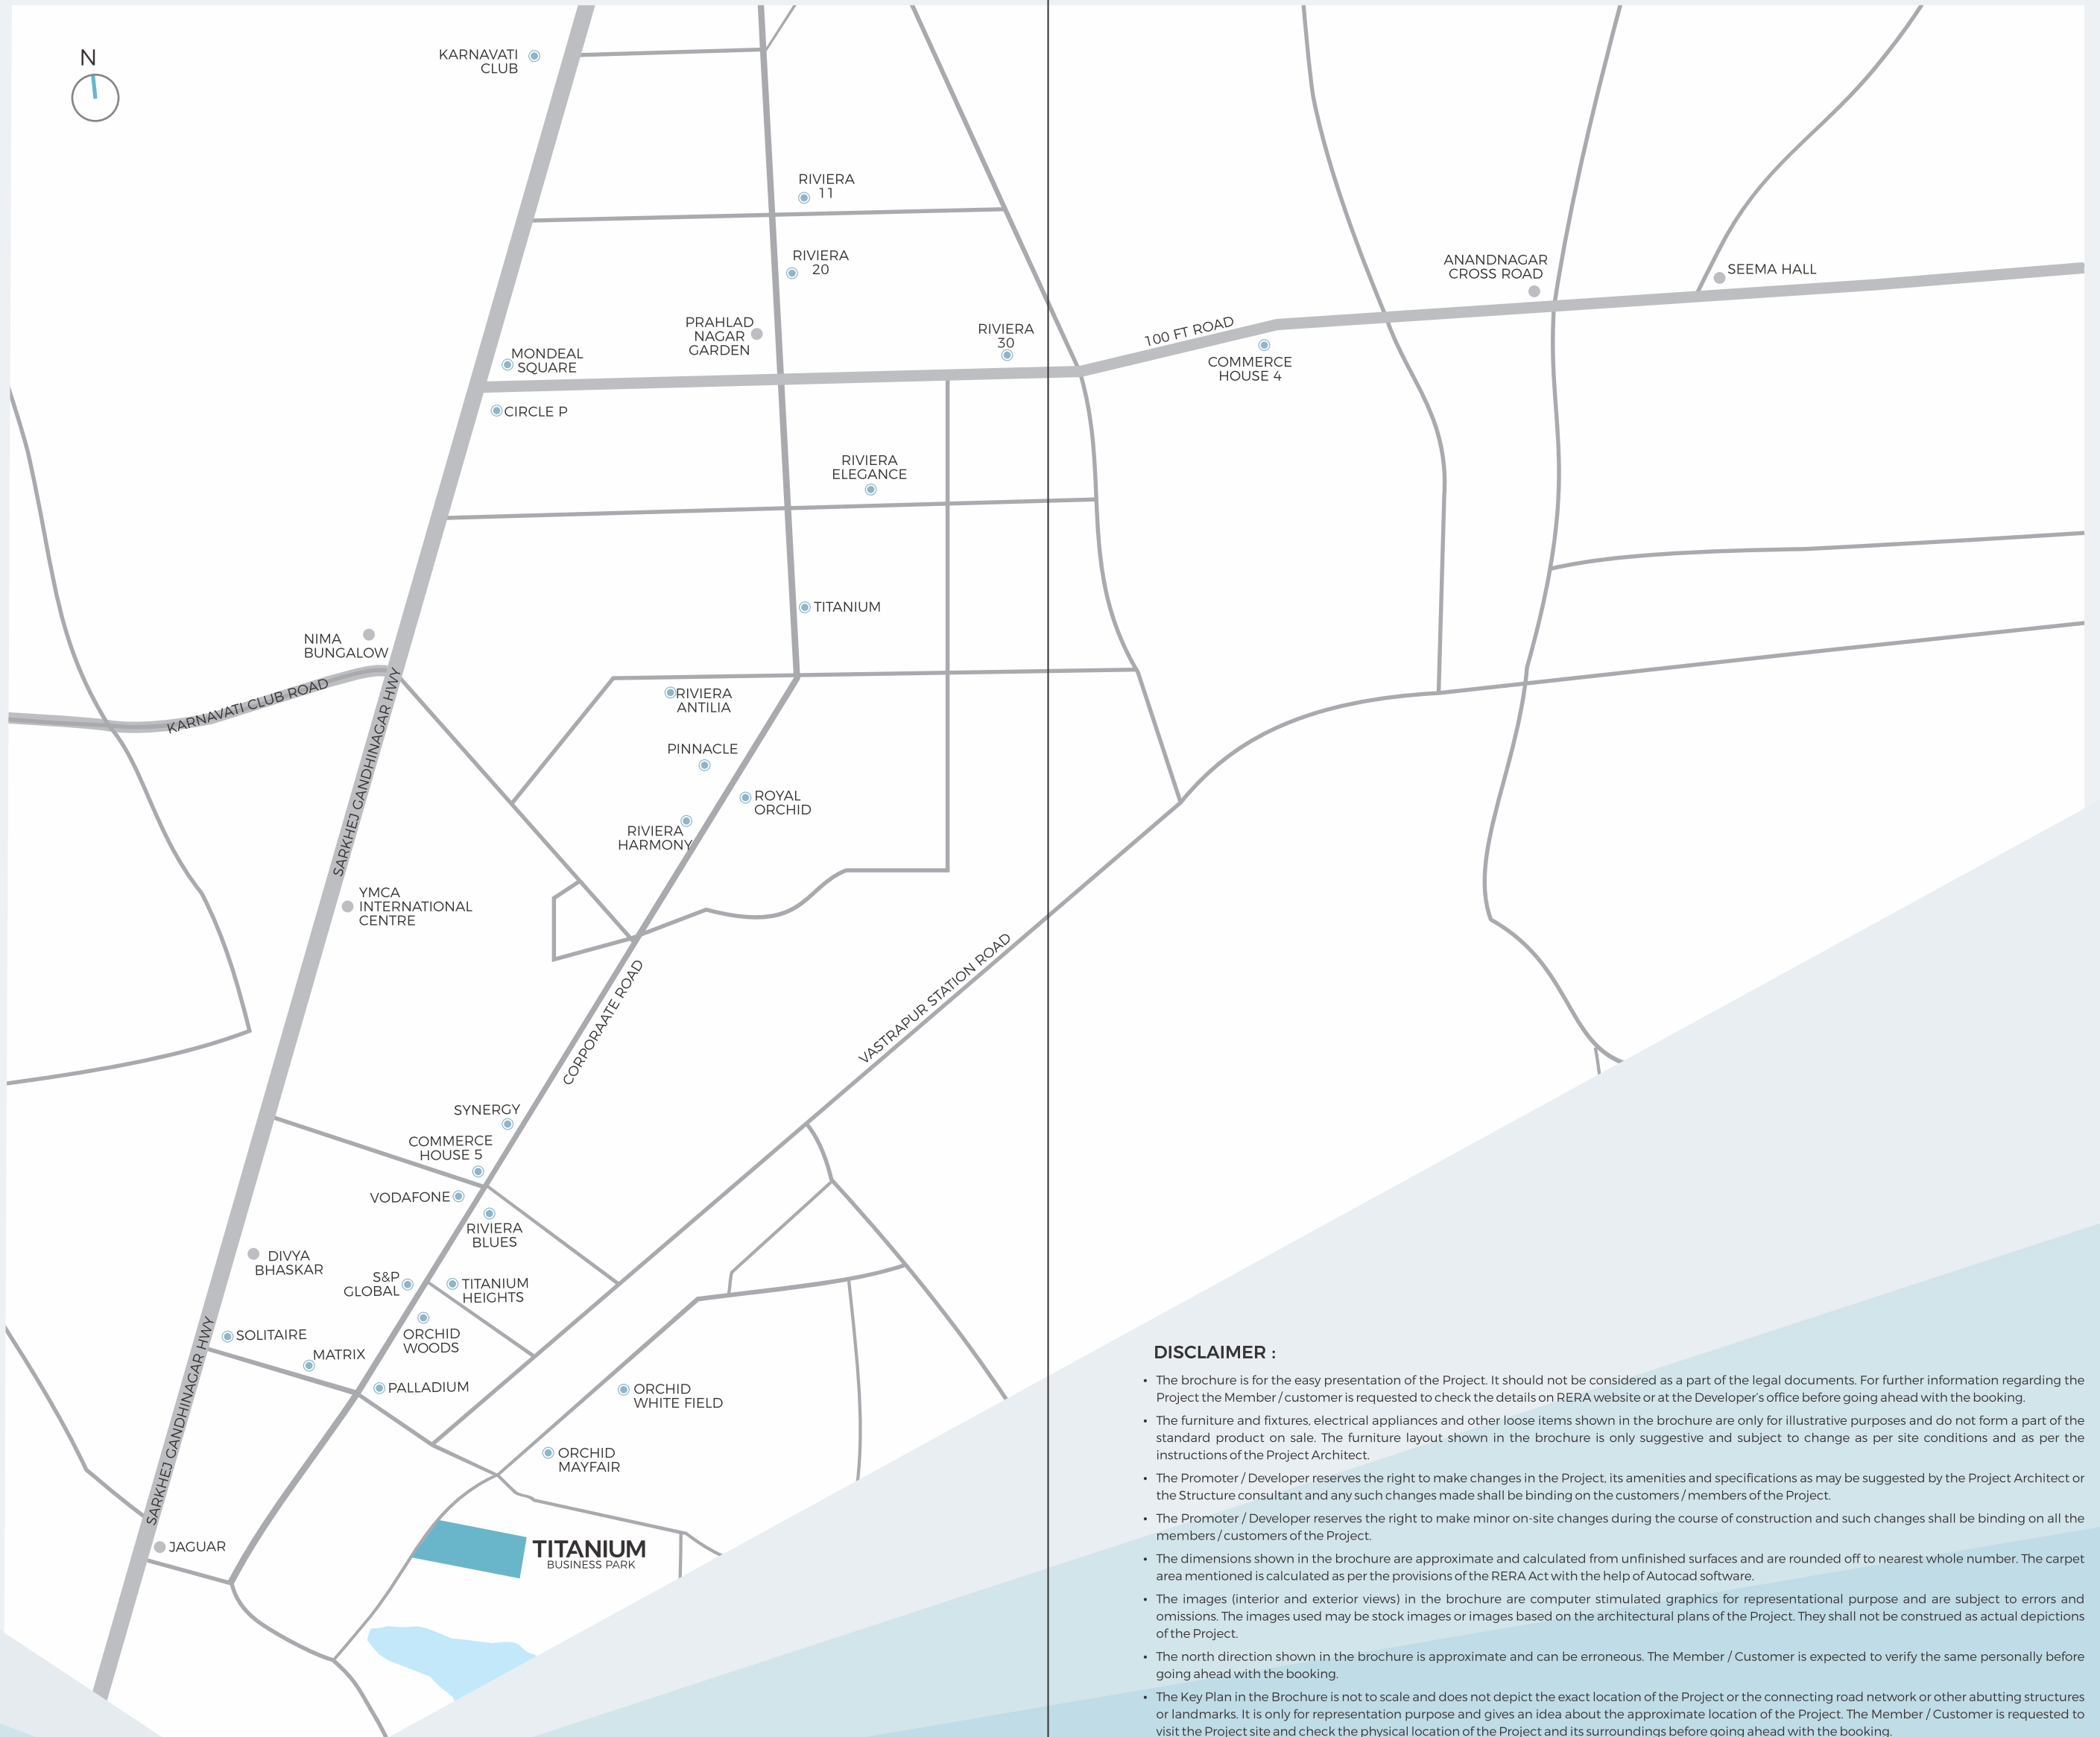 N
KARNAVATI
CLUB
RIVIERA
11
RIVIERA
20
PRAHLAD
NAGAR
GARDEN
RIVIERA
30
MONDEAL
SQUARE
CIRCLE P
100 FT ROAD
COMMERCE
HOUSE 4
ANANDNAGAR
CROSS ROAD
SEEMA HALL
RIVIERA
ELEGANCE
TITANIUM
NIMA
BUNGALOW
KARNAVATI CLUB ROAD
SARKHEJ GANDHINAGAR HWY
RIVIERA
ANTILIA
PINNACLE
ROYAL
ORCHID
RIVIERA
HARMONY
YMCA
INTERNATIONAL
CENTRE
CORPORAATE ROAD
VASTRAPUR STATION ROAD
SYNERGY
COMMERCE
HOUSE 5
VODAFONE
RIVIERA
BLUES
DIVYA
BHASKAR
S&P
GLOBAL
TITANIUM
HEIGHTS
ORCHID
WOODS
SOLITAIRE
MATRIX
PALLADIUM
ORCHID
WHITE FIELD
ORCHID
MAYFAIR
SARKHEJ GANDHINAGAR HWY
JAGUAR
TITANIUM
BUSINESS PARK
DISCLAIMER :
• The brochure is for the easy presentation of the Project. It should not be considered as a part of the legal documents. For further information regarding the
Project the Member / customer is requested to check the details on RERA website or at the Developer's office before going ahead with the booking.
• The furniture and fixtures, electrical appliances and other loose items shown in the brochure are only for illustrative purposes and do not form a part of the
standard product on sale. The furniture layout shown in the brochure is only suggestive and subject to change as per site conditions and as per the
instructions of the Project Architect.
• The Promoter / Developer reserves the right to make changes in the Project, its amenities and specifications as may be suggested by the Project Architect or
the Structure consultant and any such changes made shall be binding on the customers / members of the Project.
• The Promoter / Developer reserves the right to make minor on-site changes during the course of construction and such changes shall be binding on all the
members / customers of the Project.
• The dimensions shown in the brochure are approximate and calculated from unfinished surfaces and are rounded off to nearest whole number. The carpet
area mentioned is calculated as per the provisions of the RERA Act with the help of Autocad software.
• The images (interior and exterior views) in the brochure are computer stimulated graphics for representational purpose and are subject to errors and
omissions. The images used may be stock images or images based on the architectural plans of the Project. They shall not be construed as actual depictions
of the Project.
• The north direction shown in the brochure is approximate and can be erroneous. The Member / Customer is expected to verify the same personally before
going ahead with the booking.
• The Key Plan in the Brochure is not to scale and does not depict the exact location of the Project or the connecting road network or other abutting structures
or landmarks. It is only for representation purpose and gives an idea about the approximate location of the Project. The Member / Customer is requested to
visit the Project site and check the physical location of the Project and its surroundings before going ahead with the booking.